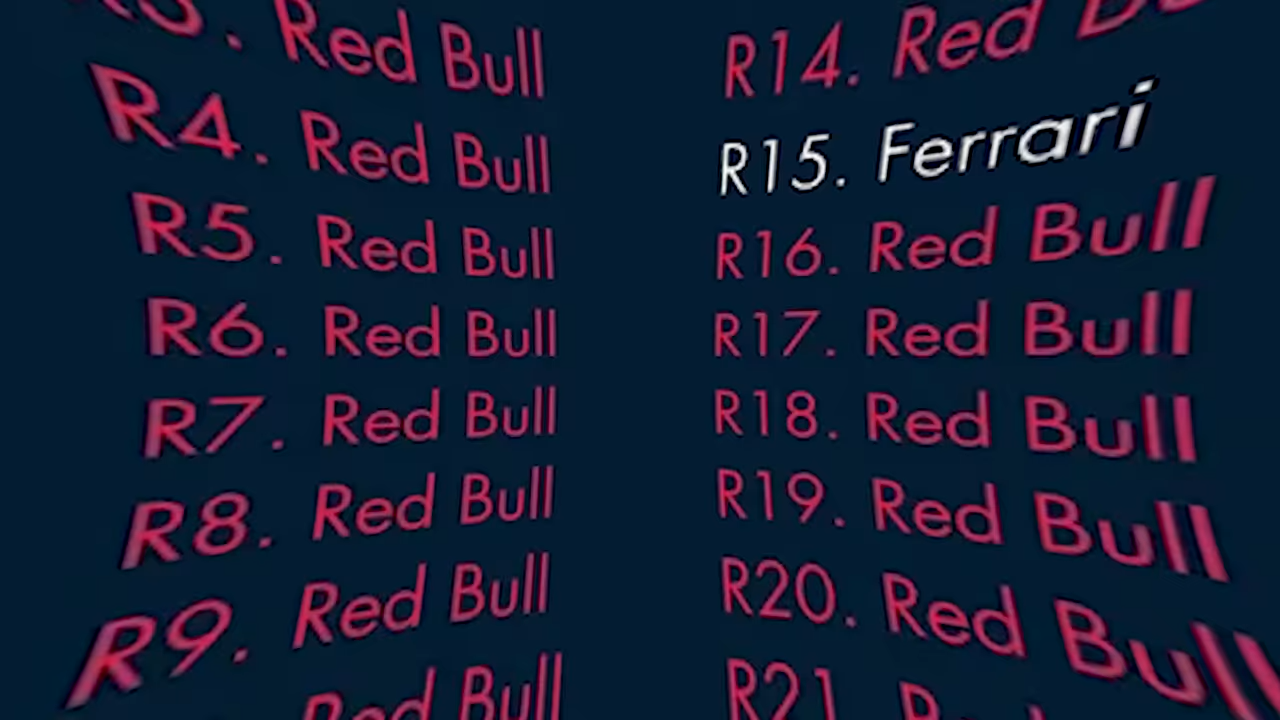 Red Bull
R4. Red Bull
R5. Red Bull
R6. Red Bull
R7. Red Bull
R8. Red Bull
R9. Red Bull
Red Bull
R14. Red
R15. Ferrari
R16. Red Bull
R17. Red Bull
R18. Red Bull
R19. Red Bull
R20. Red Bull
R21.